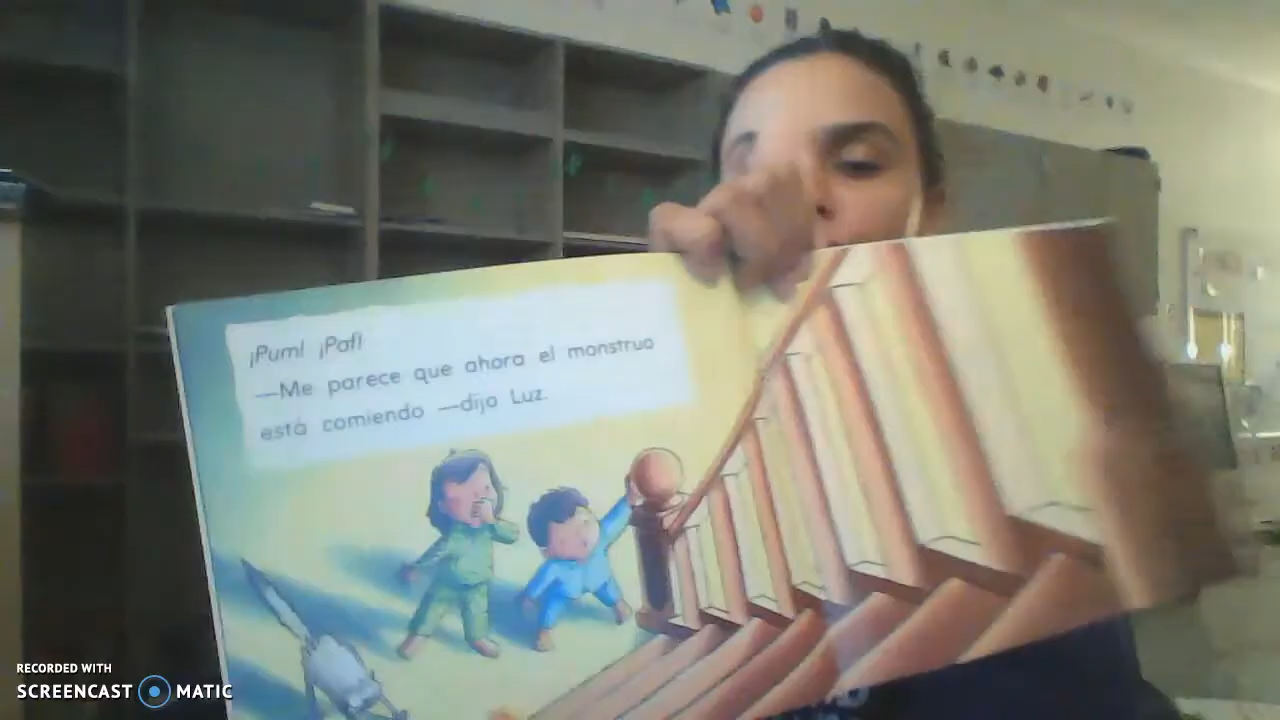 ¡Pum! ¡Paf!
—Me parece que ahora el monstruo
está comiendo —dijo Luz.
RECORDED WITH
SCREENCAST MATIC